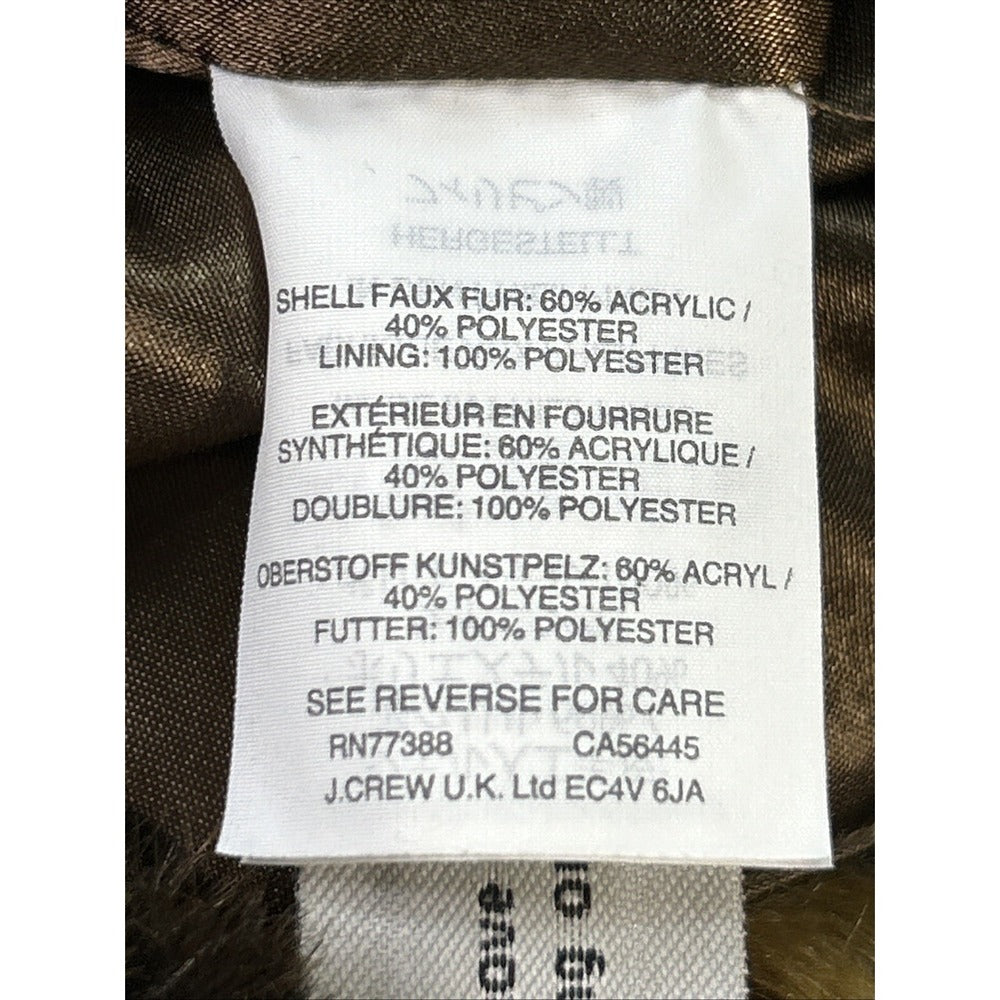 SHELL FAUX FUR: 60% ACRYLIC /
40% POLYESTER
LINING: 100% POLYESTER
EXTÉRIEUR EN FOURRURE
SYNTHÉTIQUE: 60% ACRYLIQUE /
40% POLYESTER
DOUBLURE: 100% POLYESTER
OBERSTOFF KUNSTPELZ: 60% ACRYL /
40% POLYESTER
FUTTER: 100% POLYESTER
SEE REVERSE FOR CARE
RN77388 CA56445
J.CREW U.K. Ltd EC4V 6JA